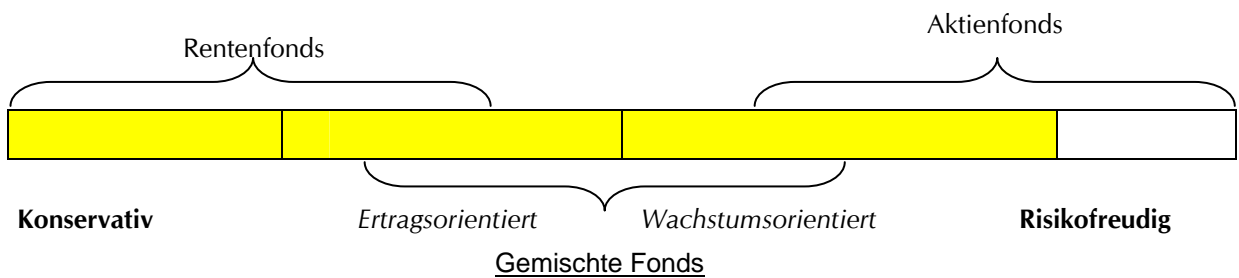 Aktienfonds
Rentenfonds
Konservativ Ertragsorientiert Wachstumsorientiert Risikofreudig
Gemischte Fonds